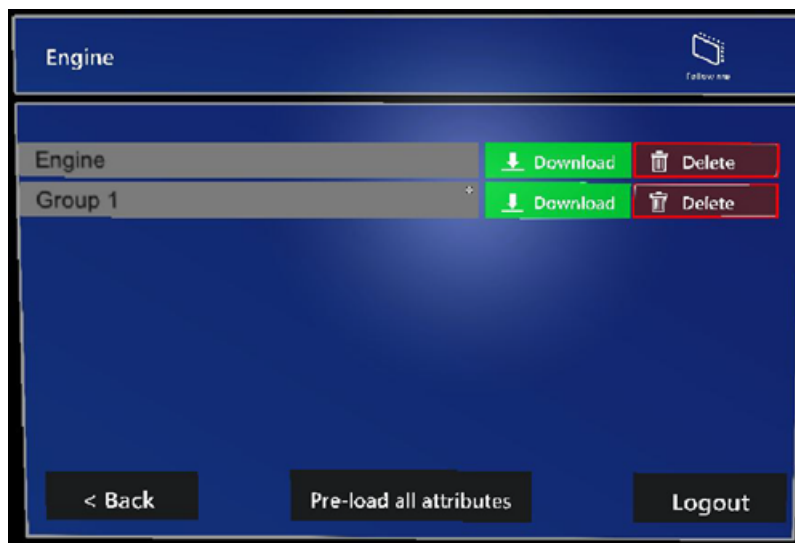 Engine
Follow me
Engine Download Delete
Group 1 Download Delete
< Back Pre-load all attributes Logout